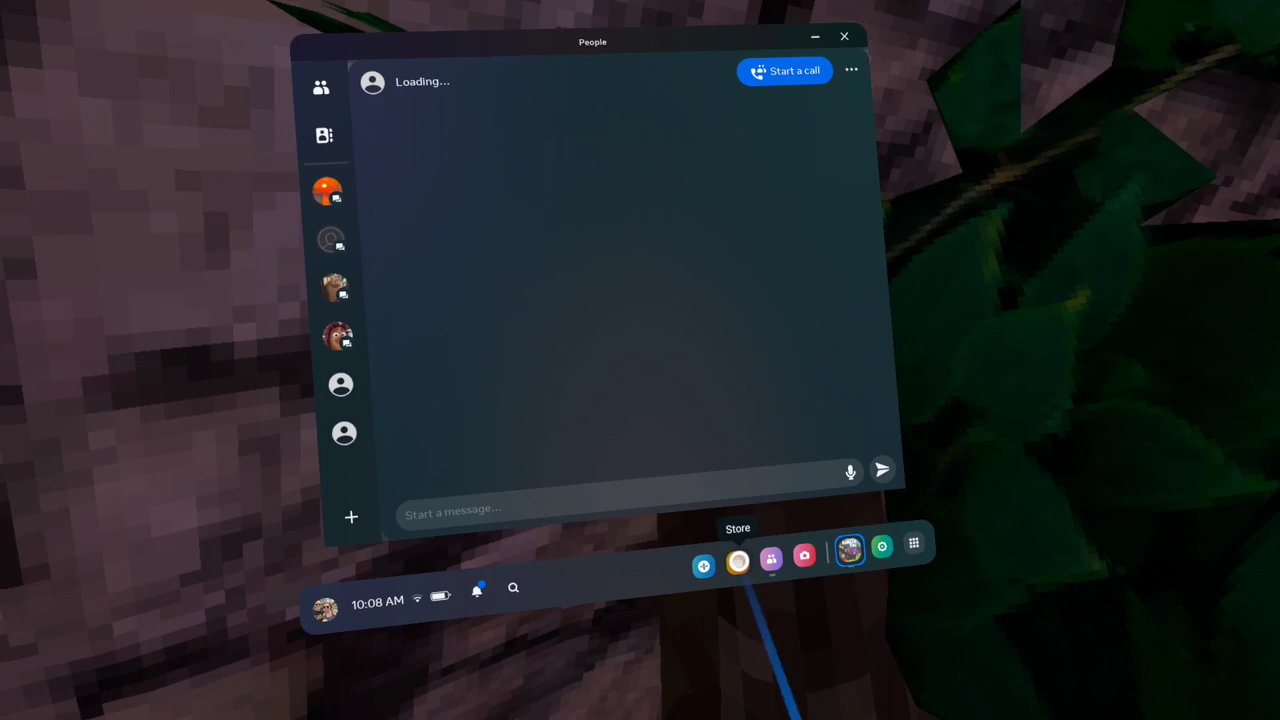 People
Loading...
Start a call
Start a message...
Store
10:08 AM